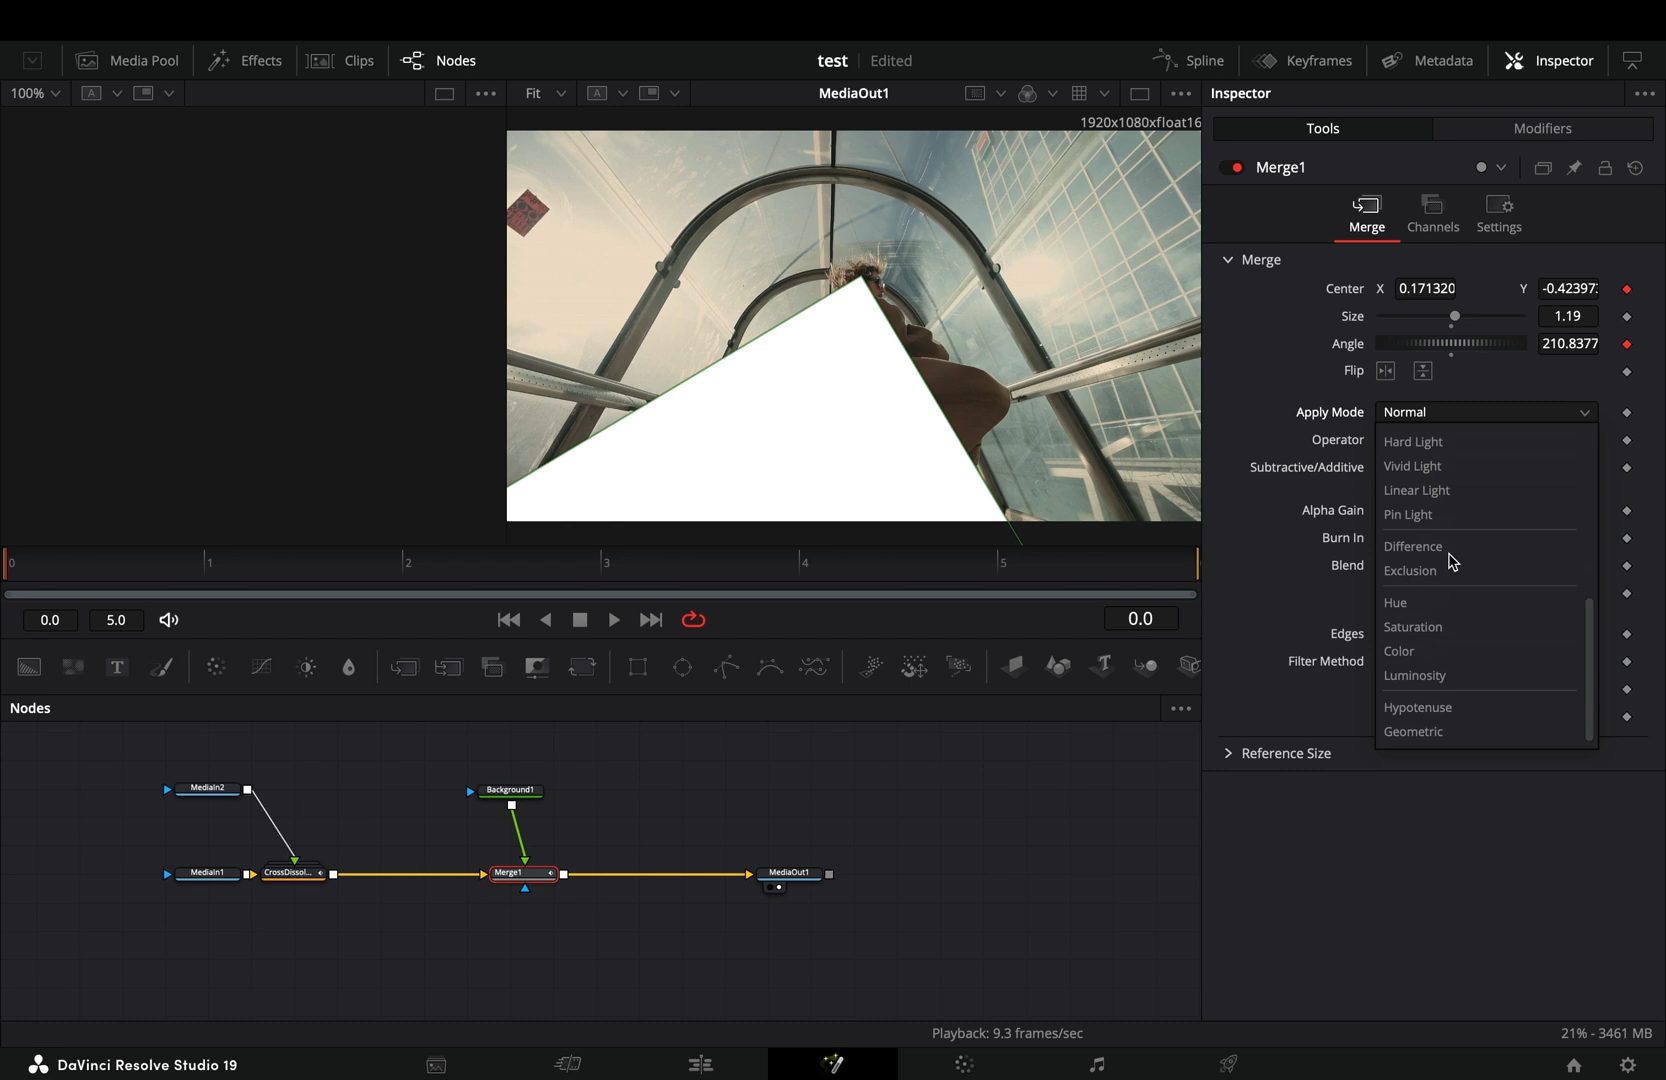 Media Pool Effects Clips Nodes test Edited Spline Keyframes Metadata Inspector
100% A Fit A MediaOut1 Inspector
1920x1080xfloat16
Tools Modifiers
Merge1
Merge Channels Settings
Merge
Center X 0.171320 Y -0.42397
Size 1.19
Angle 210.8377
Flip
Apply Mode Normal
Operator
Subtractive/Additive
Alpha Gain
Burn In
Blend
Edges
Filter Method
Hard Light
Vivid Light
Linear Light
Pin Light
Difference
Exclusion
Hue
Saturation
Color
Luminosity
Hypotenuse
Geometric
Reference Size
0 1 2 3 4 5
0.0 5.0 0.0
T T
Nodes
MediaIn2 Background1
MediaIn1 CrossDissol... Merge1 MediaOut1
Playback: 9.3 frames/sec 21% - 3461 MB
DaVinci Resolve Studio 19